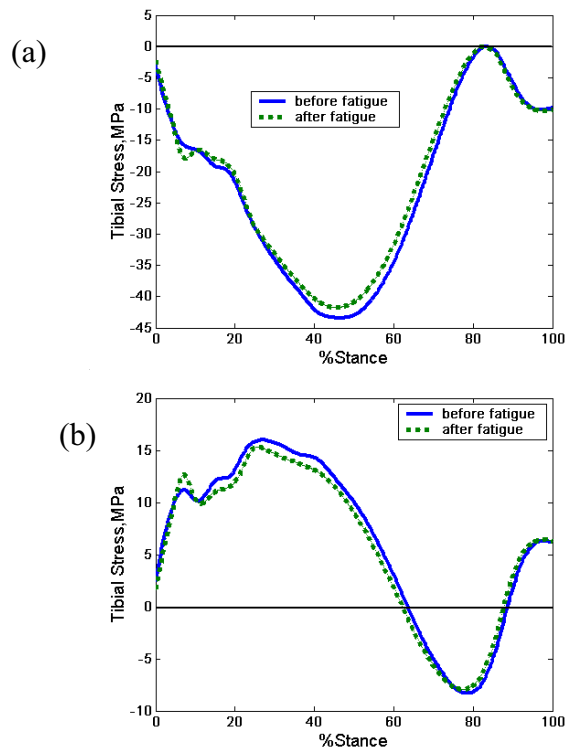 (a)
5
0
-5
-10
-15
-20
-25
-30
-35
-40
-45
Tibial Stress,MPa
before fatigue
after fatigue
0 20 40 60 80 100
%Stance
(b)
20
15
10
5
0
-5
-10
Tibial Stress,MPa
before fatigue
after fatigue
0 20 40 60 80 100
%Stance